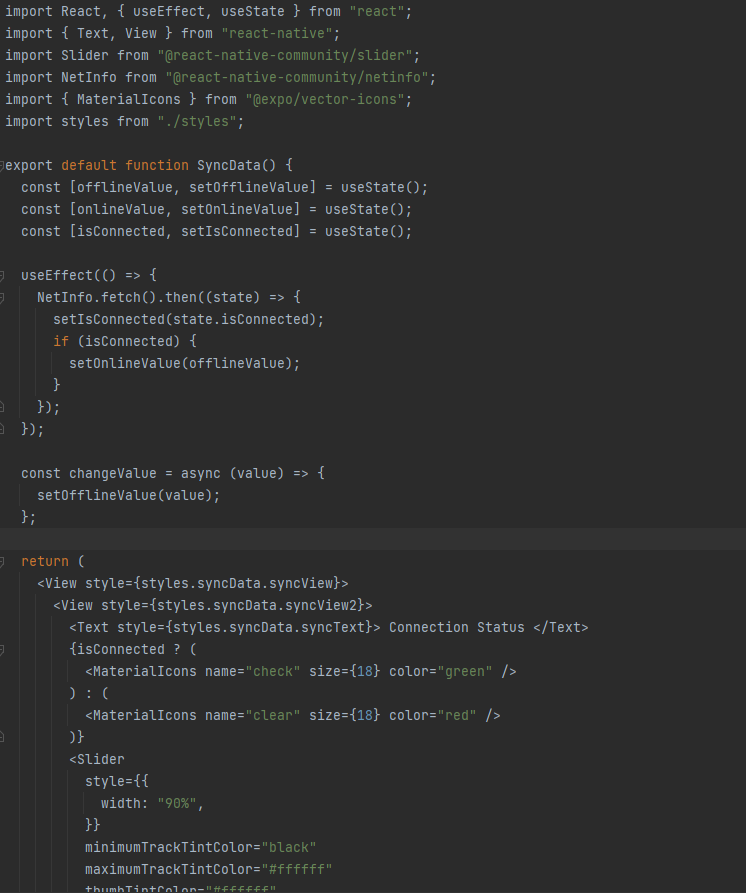 import React, { useEffect, useState } from "react";
import { Text, View } from "react-native";
import Slider from "@react-native-community/slider";
import NetInfo from "@react-native-community/netinfo";
import { MaterialIcons } from "@expo/vector-icons";
import styles from "./styles";

export default function SyncData() {
  const [offlineValue, setOfflineValue] = useState();
  const [onlineValue, setOnlineValue] = useState();
  const [isConnected, setIsConnected] = useState();

  useEffect(() => {
    NetInfo.fetch().then((state) => {
      setIsConnected(state.isConnected);
      if (isConnected) {
        setOnlineValue(offlineValue);
      }
    });
  });

  const changeValue = async (value) => {
    setOfflineValue(value);
  };

  return (
    <View style={styles.syncData.syncView}>
      <View style={styles.syncData.syncView2}>
        <Text style={styles.syncData.syncText}> Connection Status </Text>
        {isConnected ? (
          <MaterialIcons name="check" size={18} color="green" />
        ) : (
          <MaterialIcons name="clear" size={18} color="red" />
        )}
        <Slider
          style={{
            width: "90%",
          }}
          minimumTrackTintColor="black"
          maximumTrackTintColor="#ffffff"
          thumbTintColor="#ffffff"